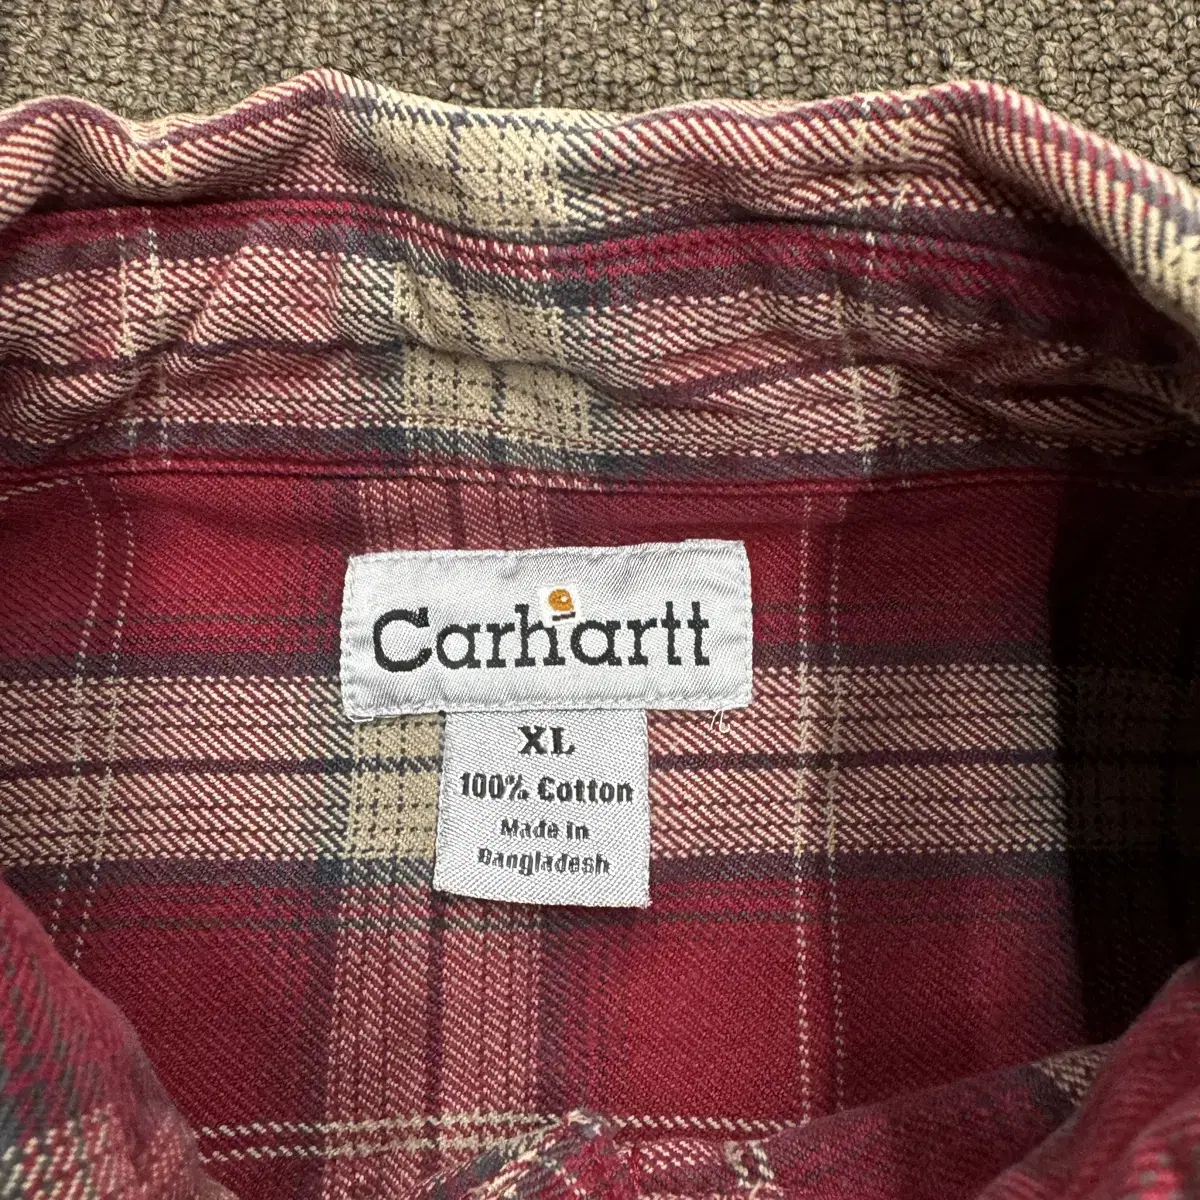 Carhartt
XL
100% Cotton
Made in
Bangladesh